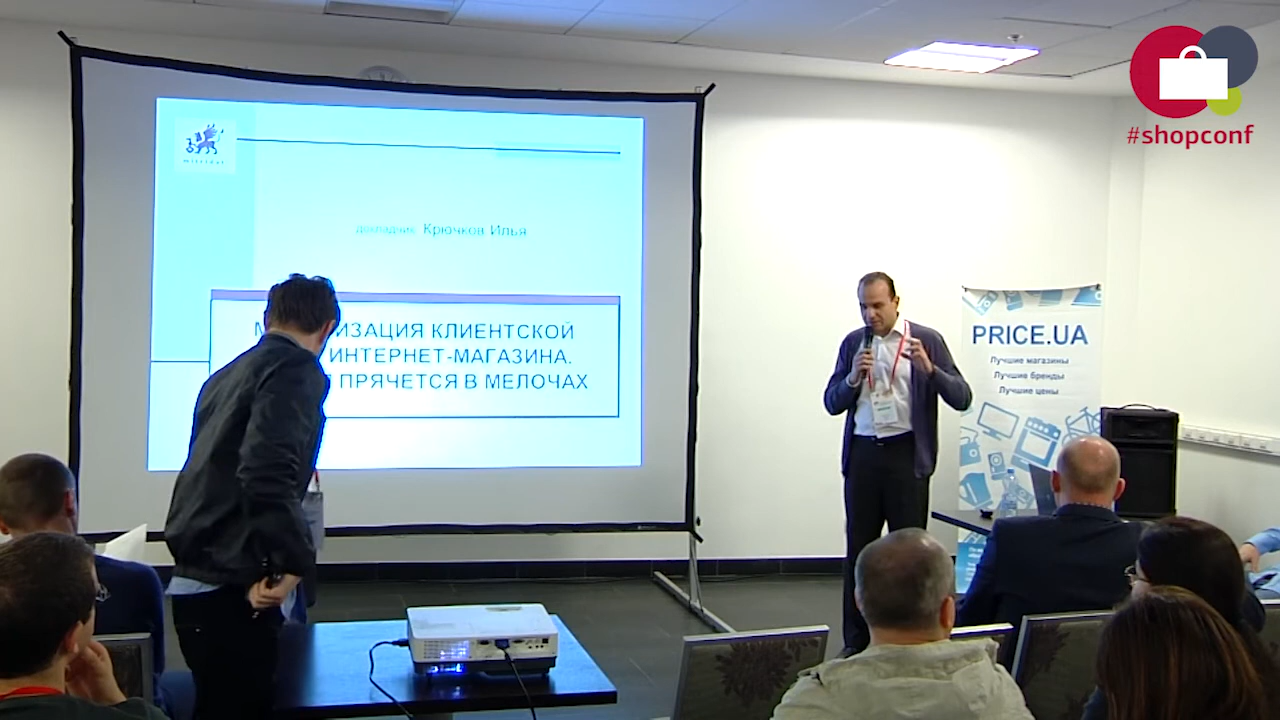 #shopconf
докладчик: Крючков Илья
ИЗАЦИЯ КЛИЕНТСКОЙ
ИНТЕРНЕТ-МАГАЗИНА.
ПРЯЧЕТСЯ В МЕЛОЧАХ
PRICE.UA
Лучшие магазины
Лучшие бренды
Лучшие цены